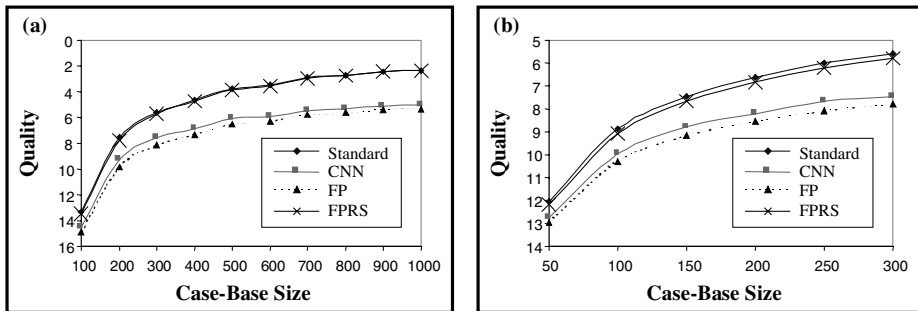 (a)
0
2
4
6
8
10
12
14
16
Quality
Standard
CNN
FP
FPRS
100 200 300 400 500 600 700 800 900 1000
Case-Base Size
(b)
5
6
7
8
9
10
11
12
13
14
Quality
Standard
CNN
FP
FPRS
50 100 150 200 250 300
Case-Base Size